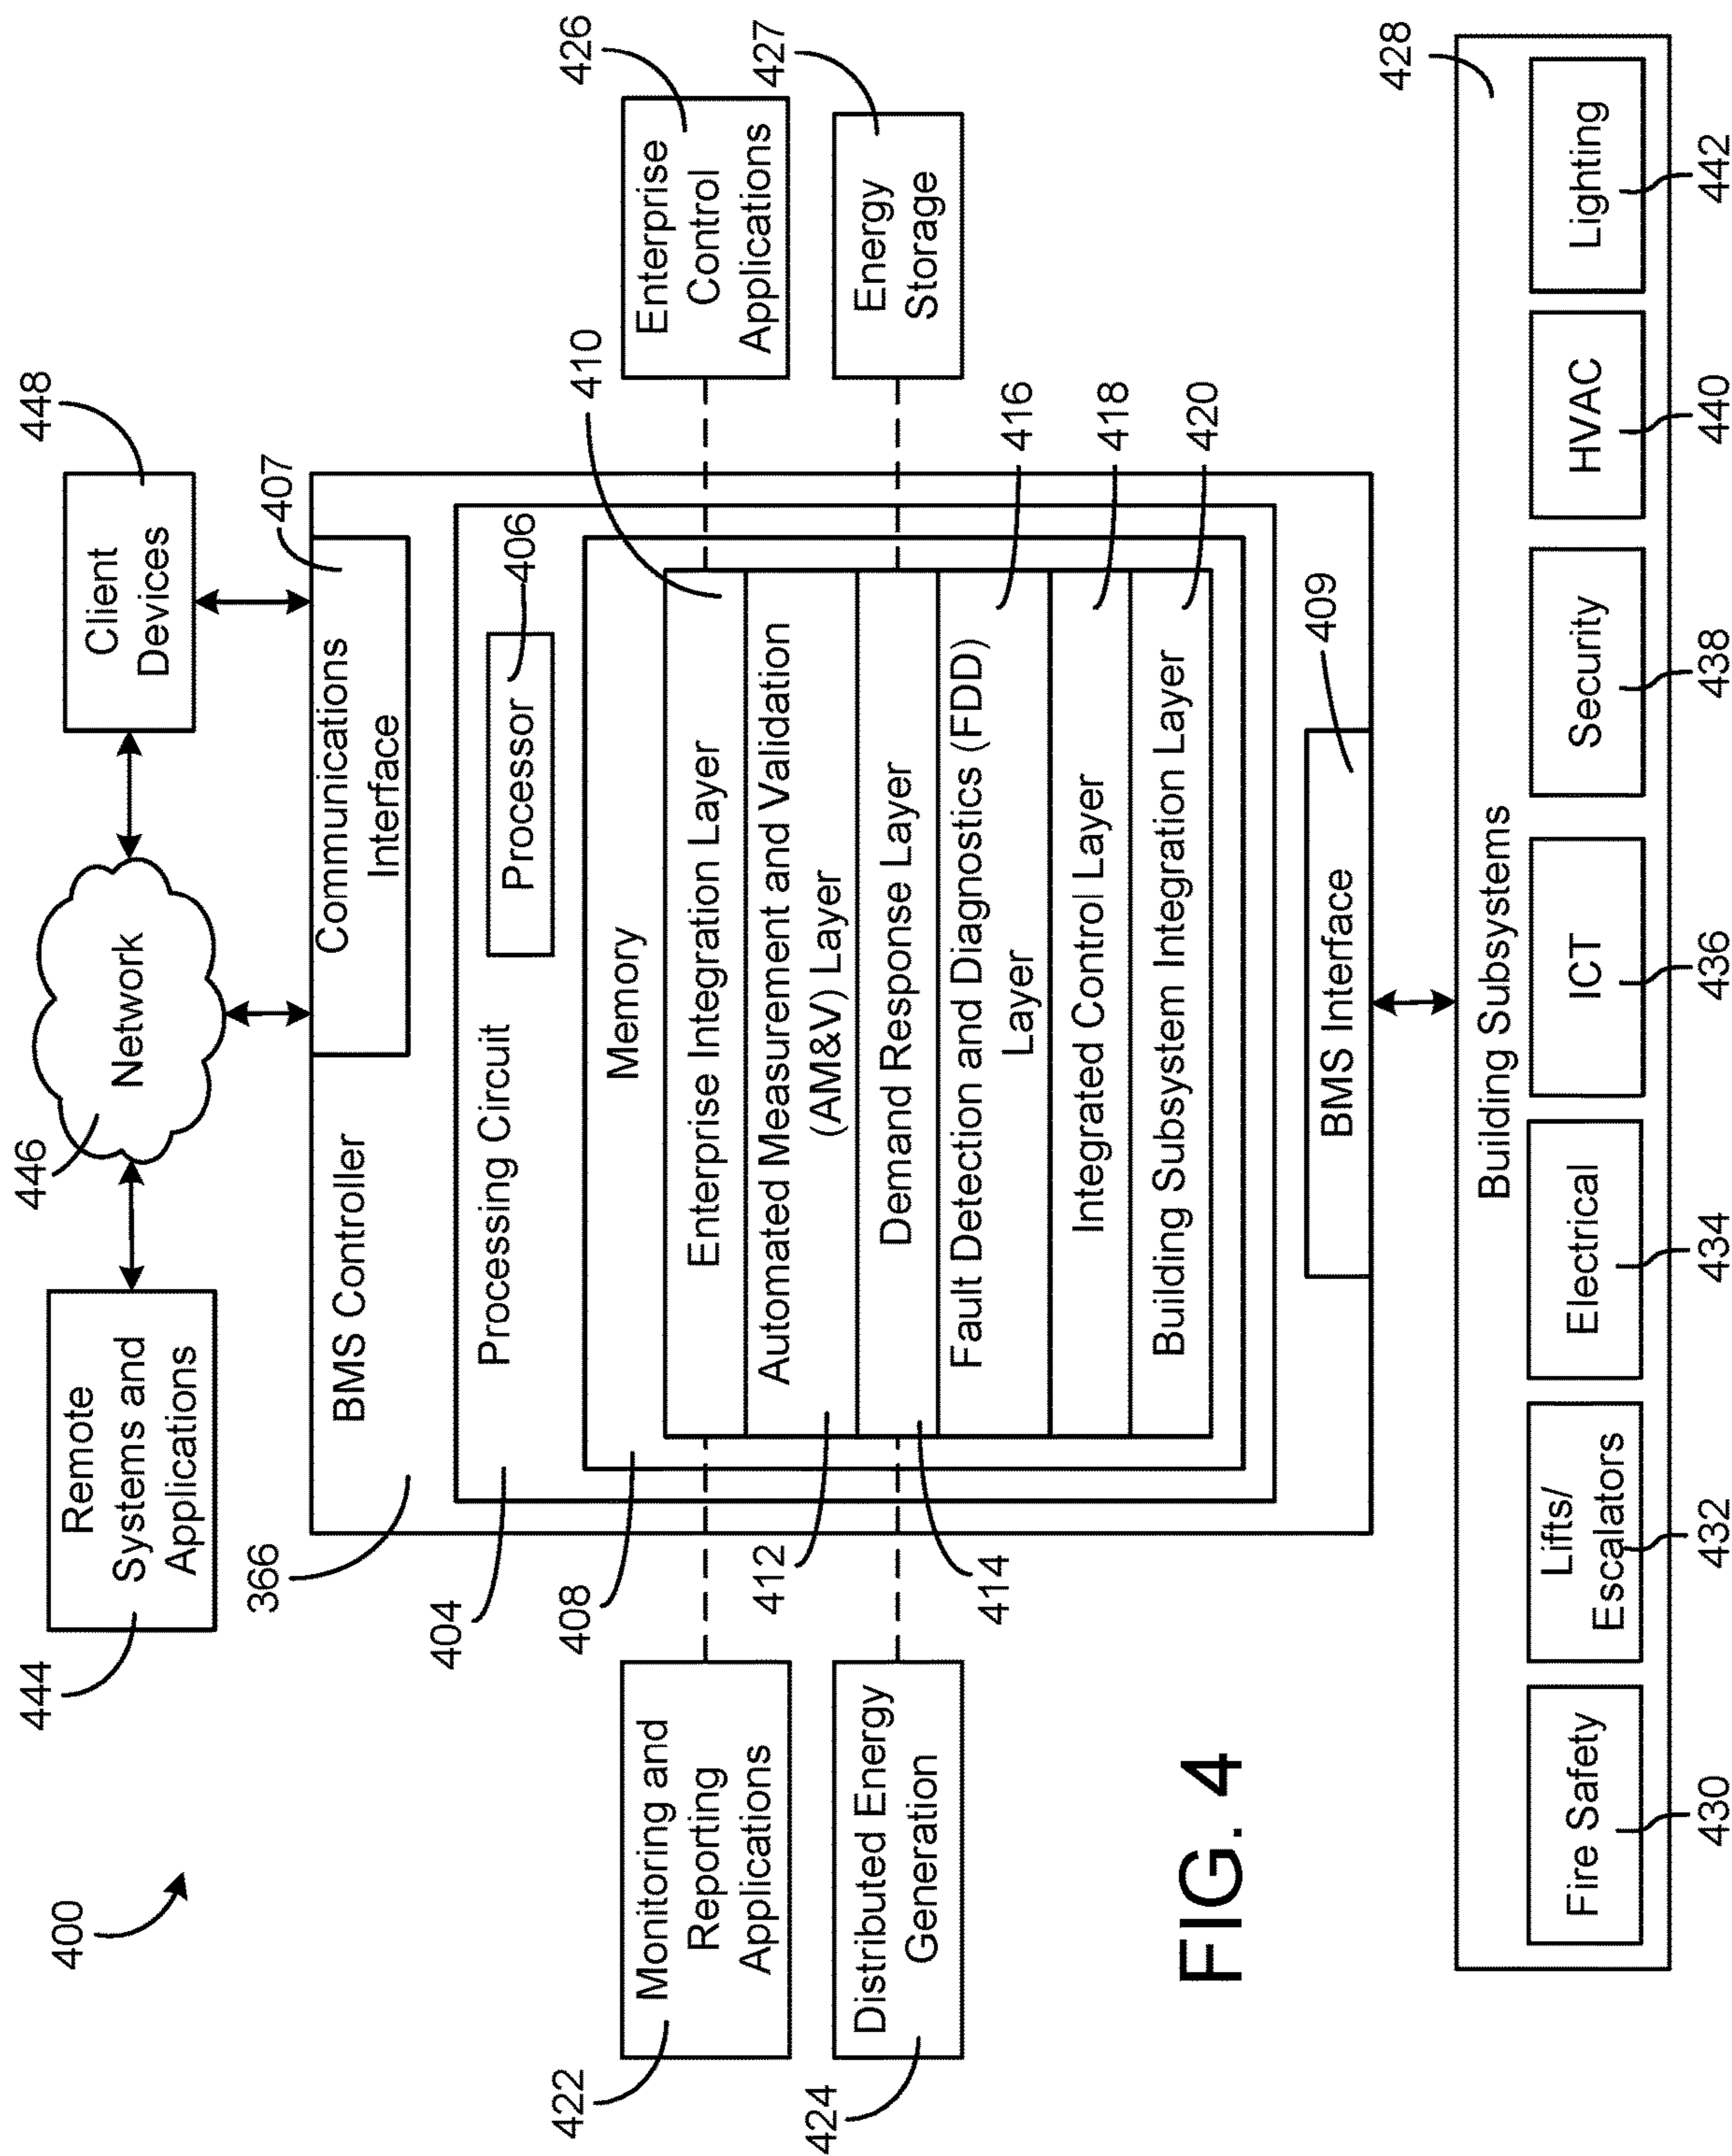 400
444
Remote
Systems and
Applications
446
Network
448
Client
Devices
366
BMS Controller
407
Communications
Interface
404
Processing Circuit
Processor
406
408
Memory
410
Enterprise Integration Layer
412
Automated Measurement and Validation
(AM&V) Layer
414
Demand Response Layer
416
Fault Detection and Diagnostics (FDD)
Layer
418
Integrated Control Layer
420
Building Subsystem Integration Layer
409
BMS Interface
422
Monitoring and
Reporting
Applications
424
Distributed Energy
Generation
426
Enterprise
Control
Applications
427
Energy
Storage
FIG. 4
428
Building Subsystems
Fire Safety
Lifts/
Escalators
Electrical
ICT
Security
HVAC
Lighting
430
432
434
436
438
440
442